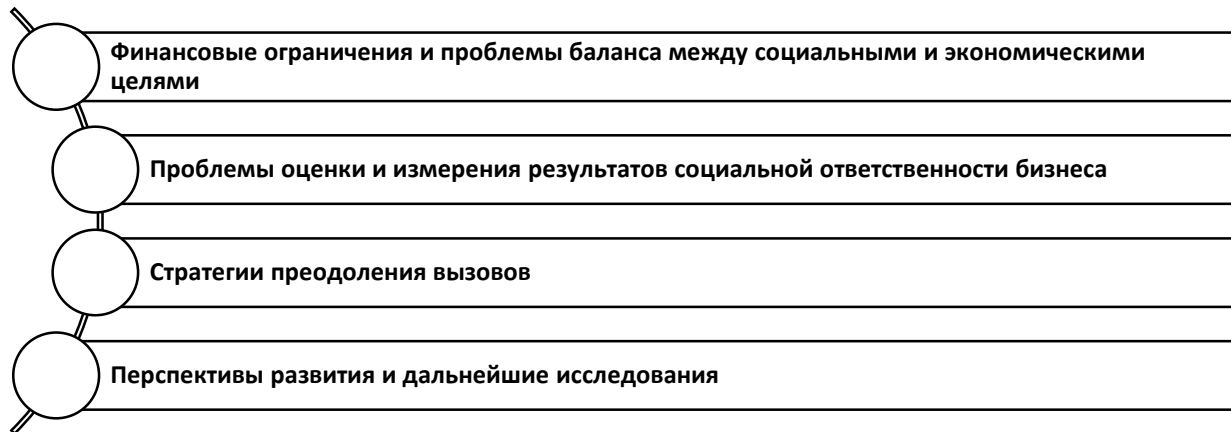 Финансовые ограничения и проблемы баланса между социальными и экономическими
целями
Проблемы оценки и измерения результатов социальной ответственности бизнеса
Стратегии преодоления вызовов
Перспективы развития и дальнейшие исследования